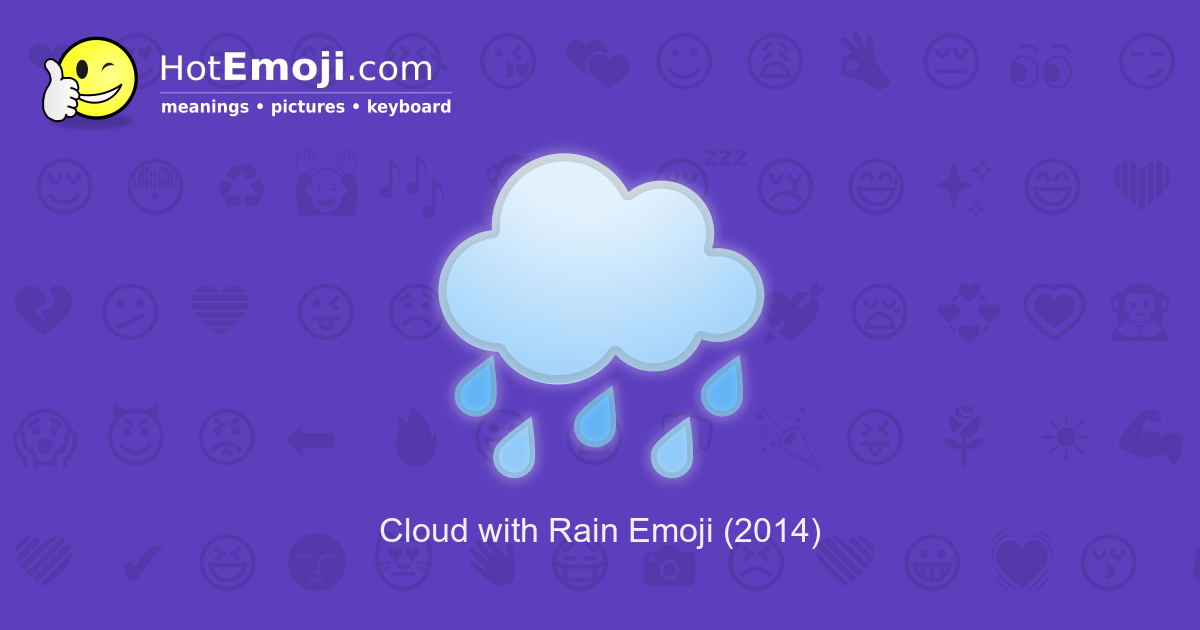 HotEmoji.com
meanings • pictures • keyboard
zzz
Cloud with Rain Emoji (2014)